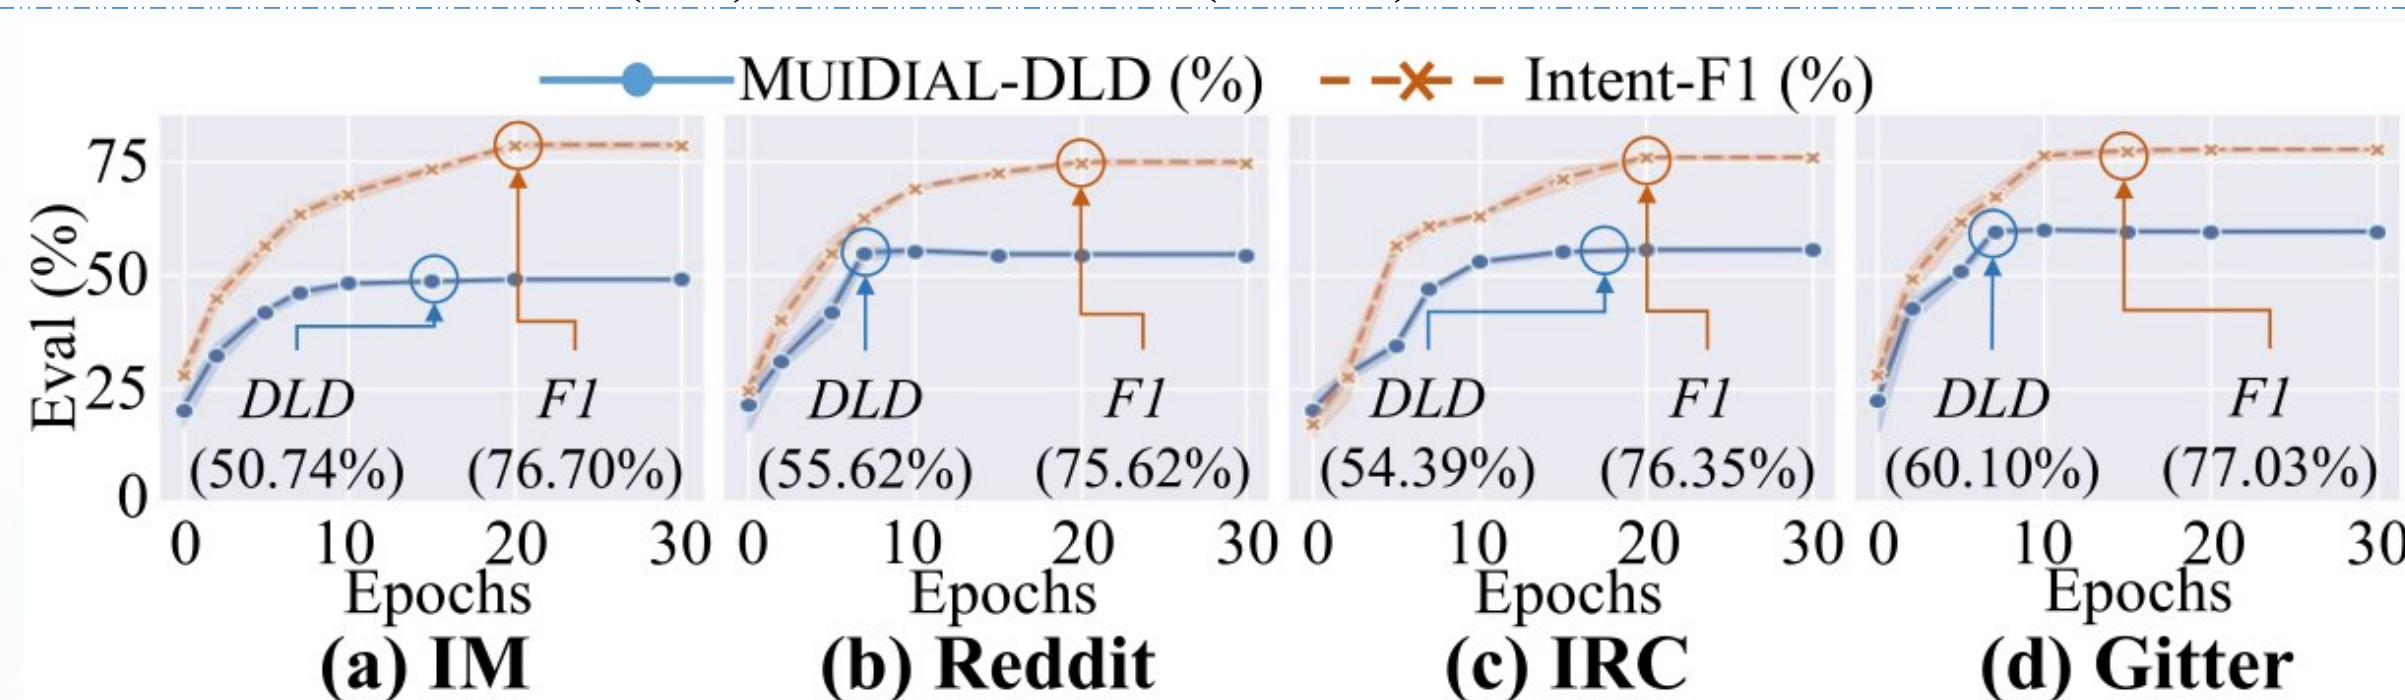 MUIDIAL-DLD (%) Intent-F1 (%)
Eval (%)
75
50
25
0
DLD F1
(50.74%) (76.70%)
0 10 20 30
Epochs
(a) IM
DLD F1
(55.62%) (75.62%)
0 10 20 30
Epochs
(b) Reddit
DLD F1
(54.39%) (76.35%)
0 10 20 30
Epochs
(c) IRC
DLD F1
(60.10%) (77.03%)
0 10 20 30
Epochs
(d) Gitter